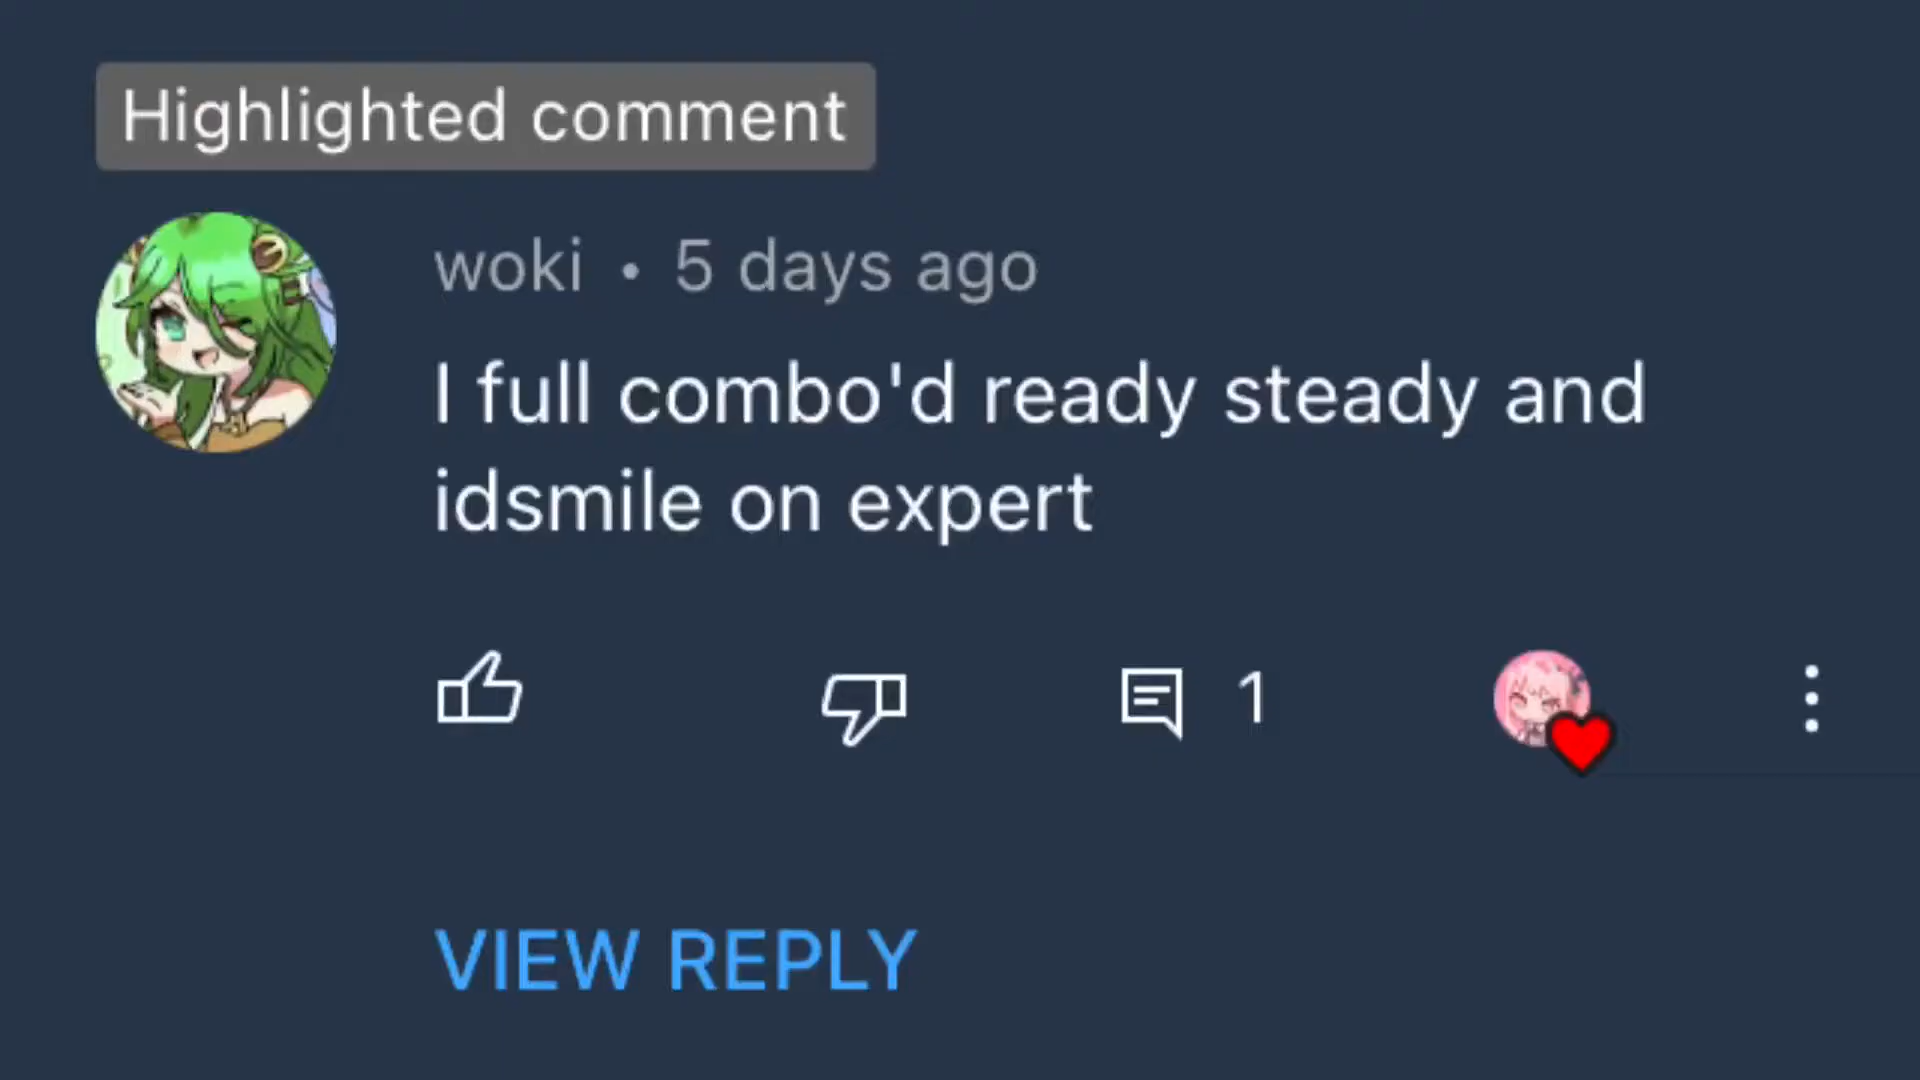 Highlighted comment
woki • 5 days ago
I full combo'd ready steady and
idsmile on expert
1
VIEW REPLY